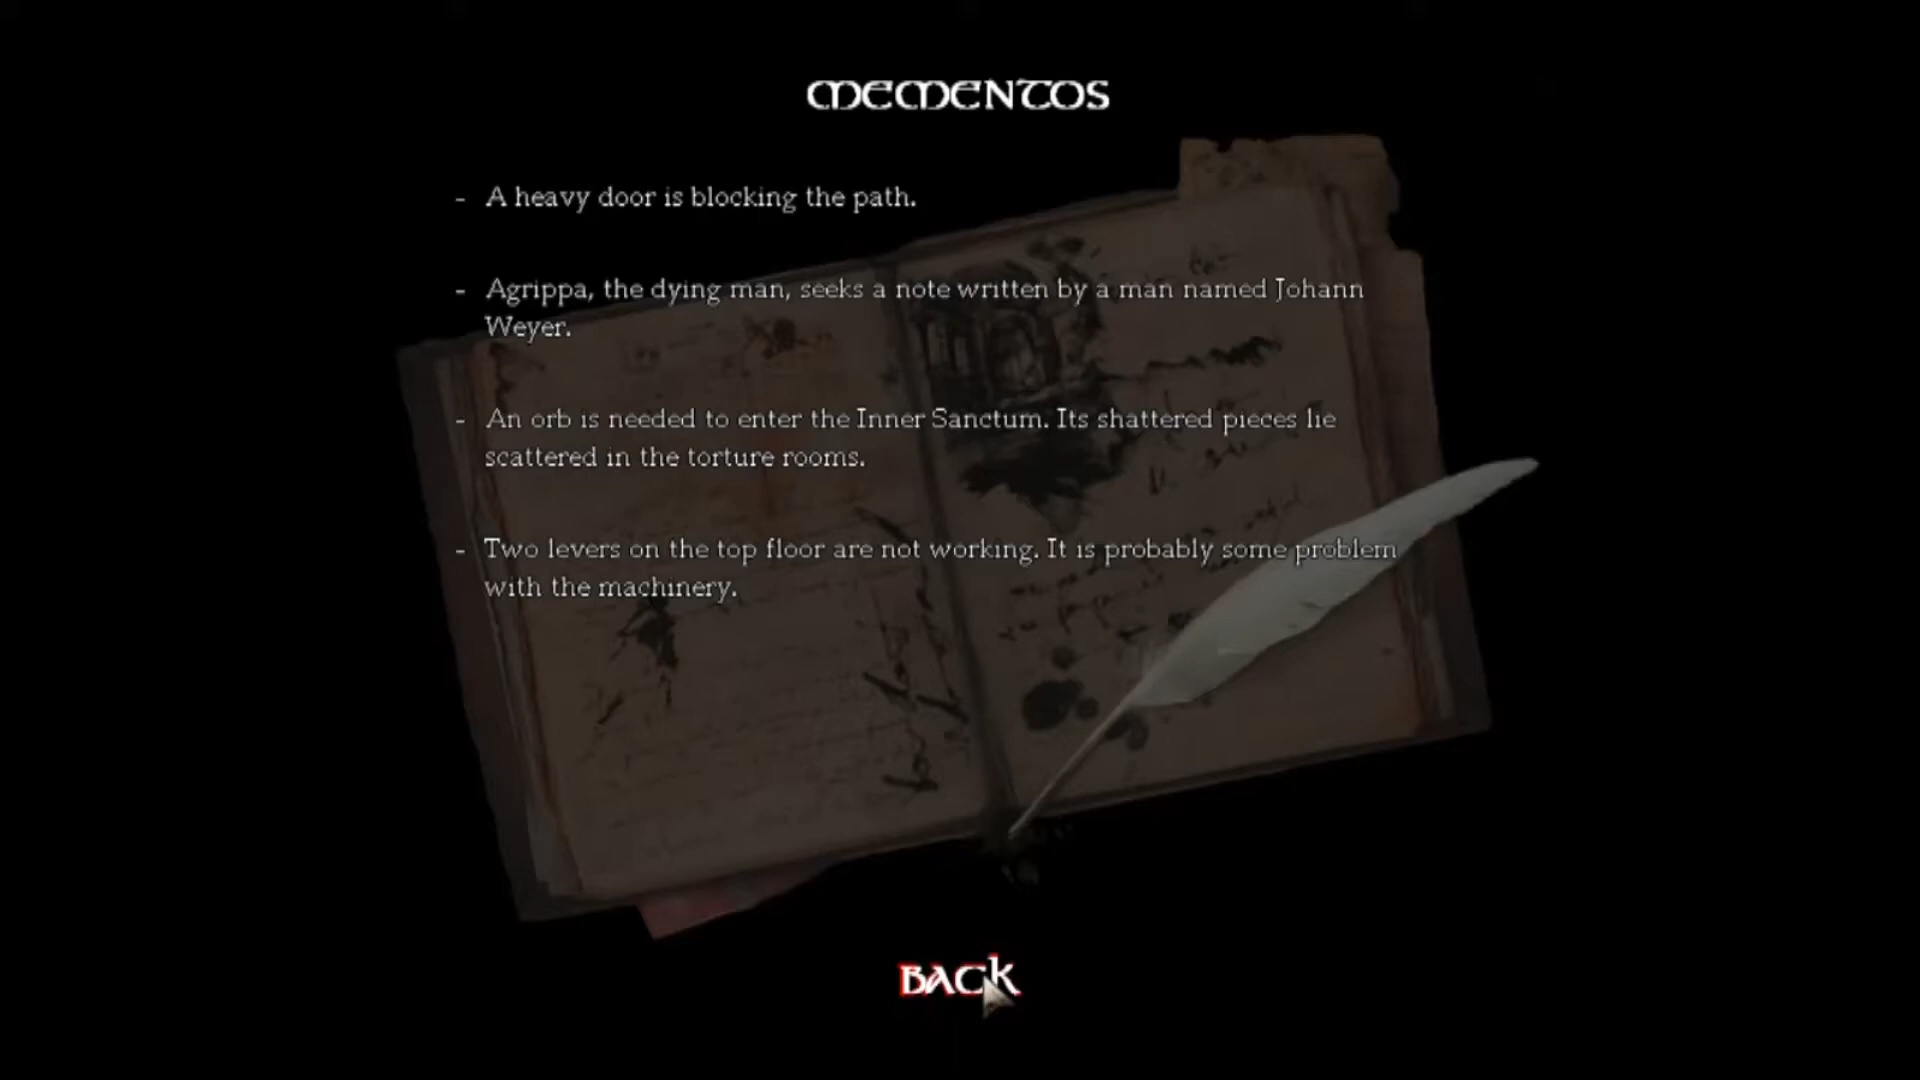 MEMENTOS
- A heavy door is blocking the path.
- Agrippa, the dying man, seeks a note written by a man named Johann
Weyer.
- An orb is needed to enter the Inner Sanctum. Its shattered pieces lie
scattered in the torture rooms.
- Two levers on the top floor are not working. It is probably some problem
with the machinery.
BACK